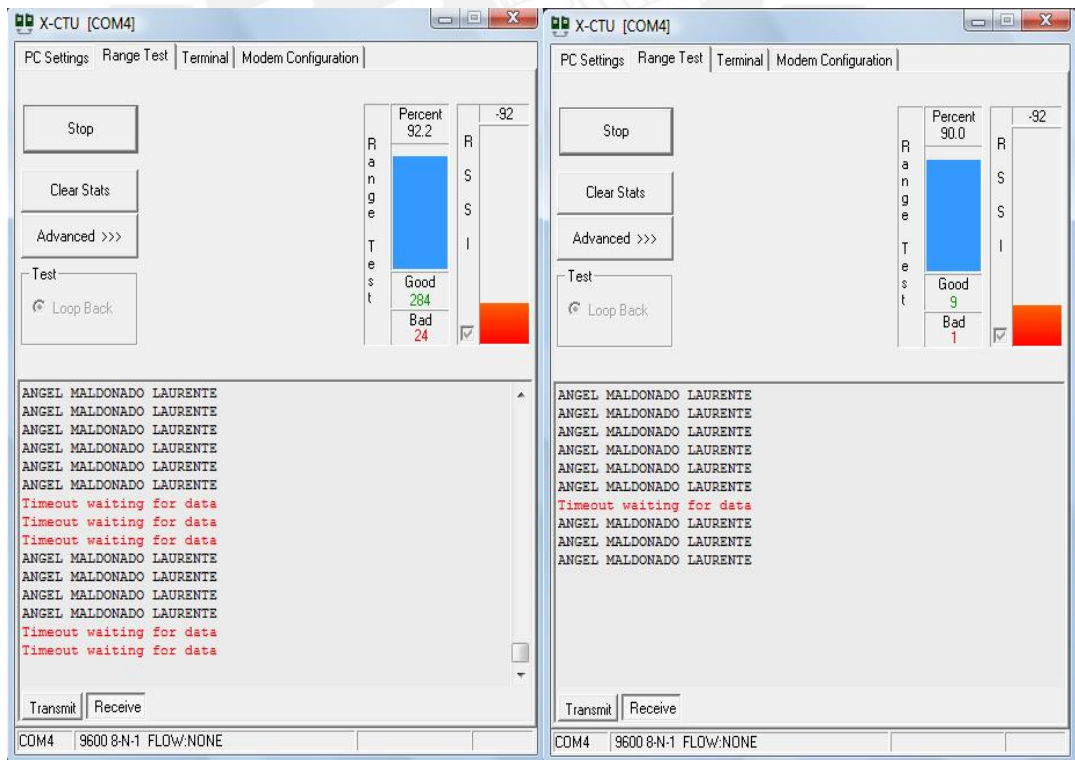 X-CTU [COM4]
PC Settings Range Test Terminal Modem Configuration
Stop
Clear Stats
Advanced >>>
Test
Loop Back
Range Test
Percent
92.2
Good
284
Bad
24
RSSI
-92
ANGEL MALDONADO LAURENTE
ANGEL MALDONADO LAURENTE
ANGEL MALDONADO LAURENTE
ANGEL MALDONADO LAURENTE
ANGEL MALDONADO LAURENTE
ANGEL MALDONADO LAURENTE
Timeout waiting for data
Timeout waiting for data
Timeout waiting for data
ANGEL MALDONADO LAURENTE
ANGEL MALDONADO LAURENTE
ANGEL MALDONADO LAURENTE
ANGEL MALDONADO LAURENTE
Timeout waiting for data
Timeout waiting for data
Transmit Receive
COM4 9600 8-N-1 FLOW:NONE
X-CTU [COM4]
PC Settings Range Test Terminal Modem Configuration
Stop
Clear Stats
Advanced >>>
Test
Loop Back
Range Test
Percent
90.0
Good
9
Bad
1
RSSI
-92
ANGEL MALDONADO LAURENTE
ANGEL MALDONADO LAURENTE
ANGEL MALDONADO LAURENTE
ANGEL MALDONADO LAURENTE
ANGEL MALDONADO LAURENTE
ANGEL MALDONADO LAURENTE
Timeout waiting for data
ANGEL MALDONADO LAURENTE
ANGEL MALDONADO LAURENTE
ANGEL MALDONADO LAURENTE
Transmit Receive
COM4 9600 8-N-1 FLOW:NONE